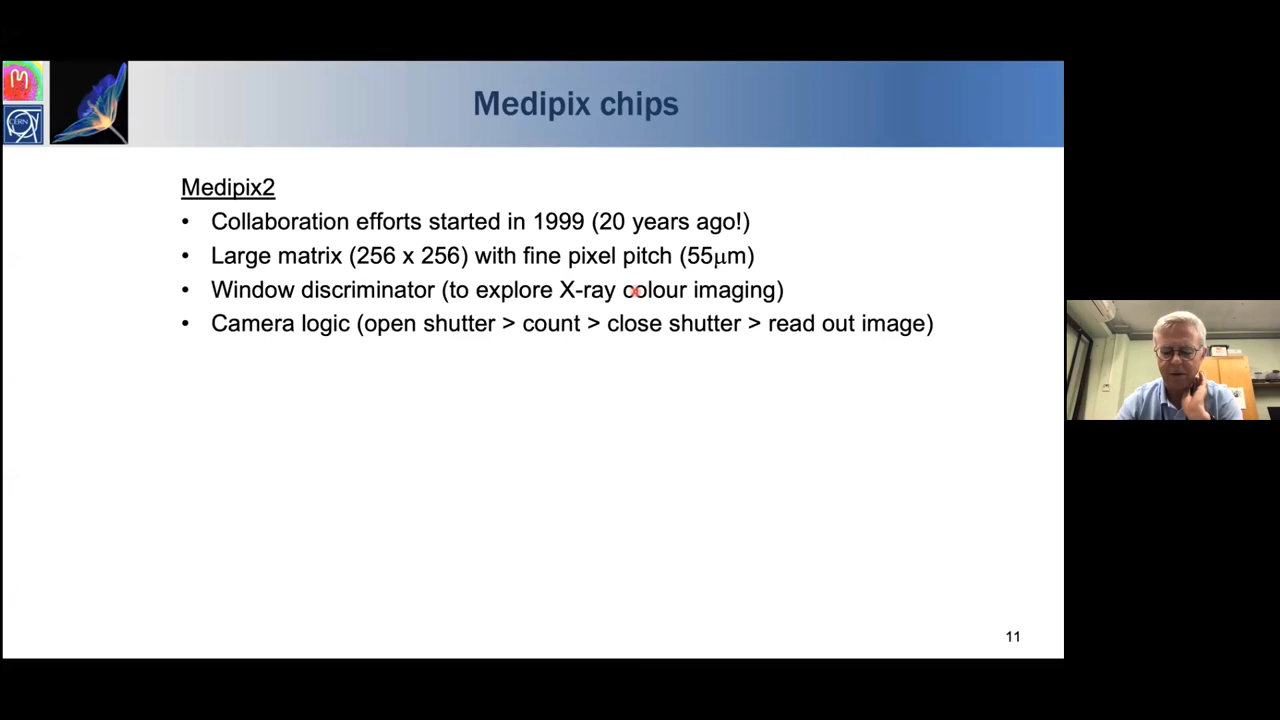 Medipix chips
CERN
Medipix2
• Collaboration efforts started in 1999 (20 years ago!)
• Large matrix (256 x 256) with fine pixel pitch (55μm)
• Window discriminator (to explore X-ray colour imaging)
• Camera logic (open shutter > count > close shutter > read out image)
11